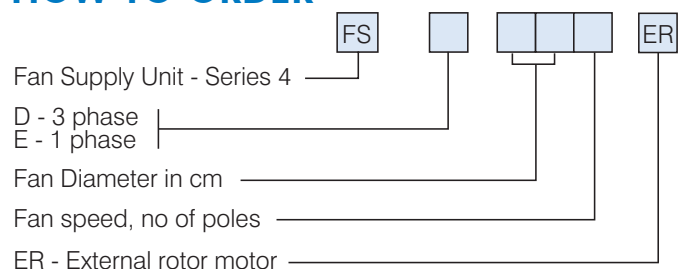 HOW TO ORDER
FS ER
Fan Supply Unit - Series 4
D - 3 phase
E - 1 phase
Fan Diameter in cm
Fan speed, no of poles
ER - External rotor motor